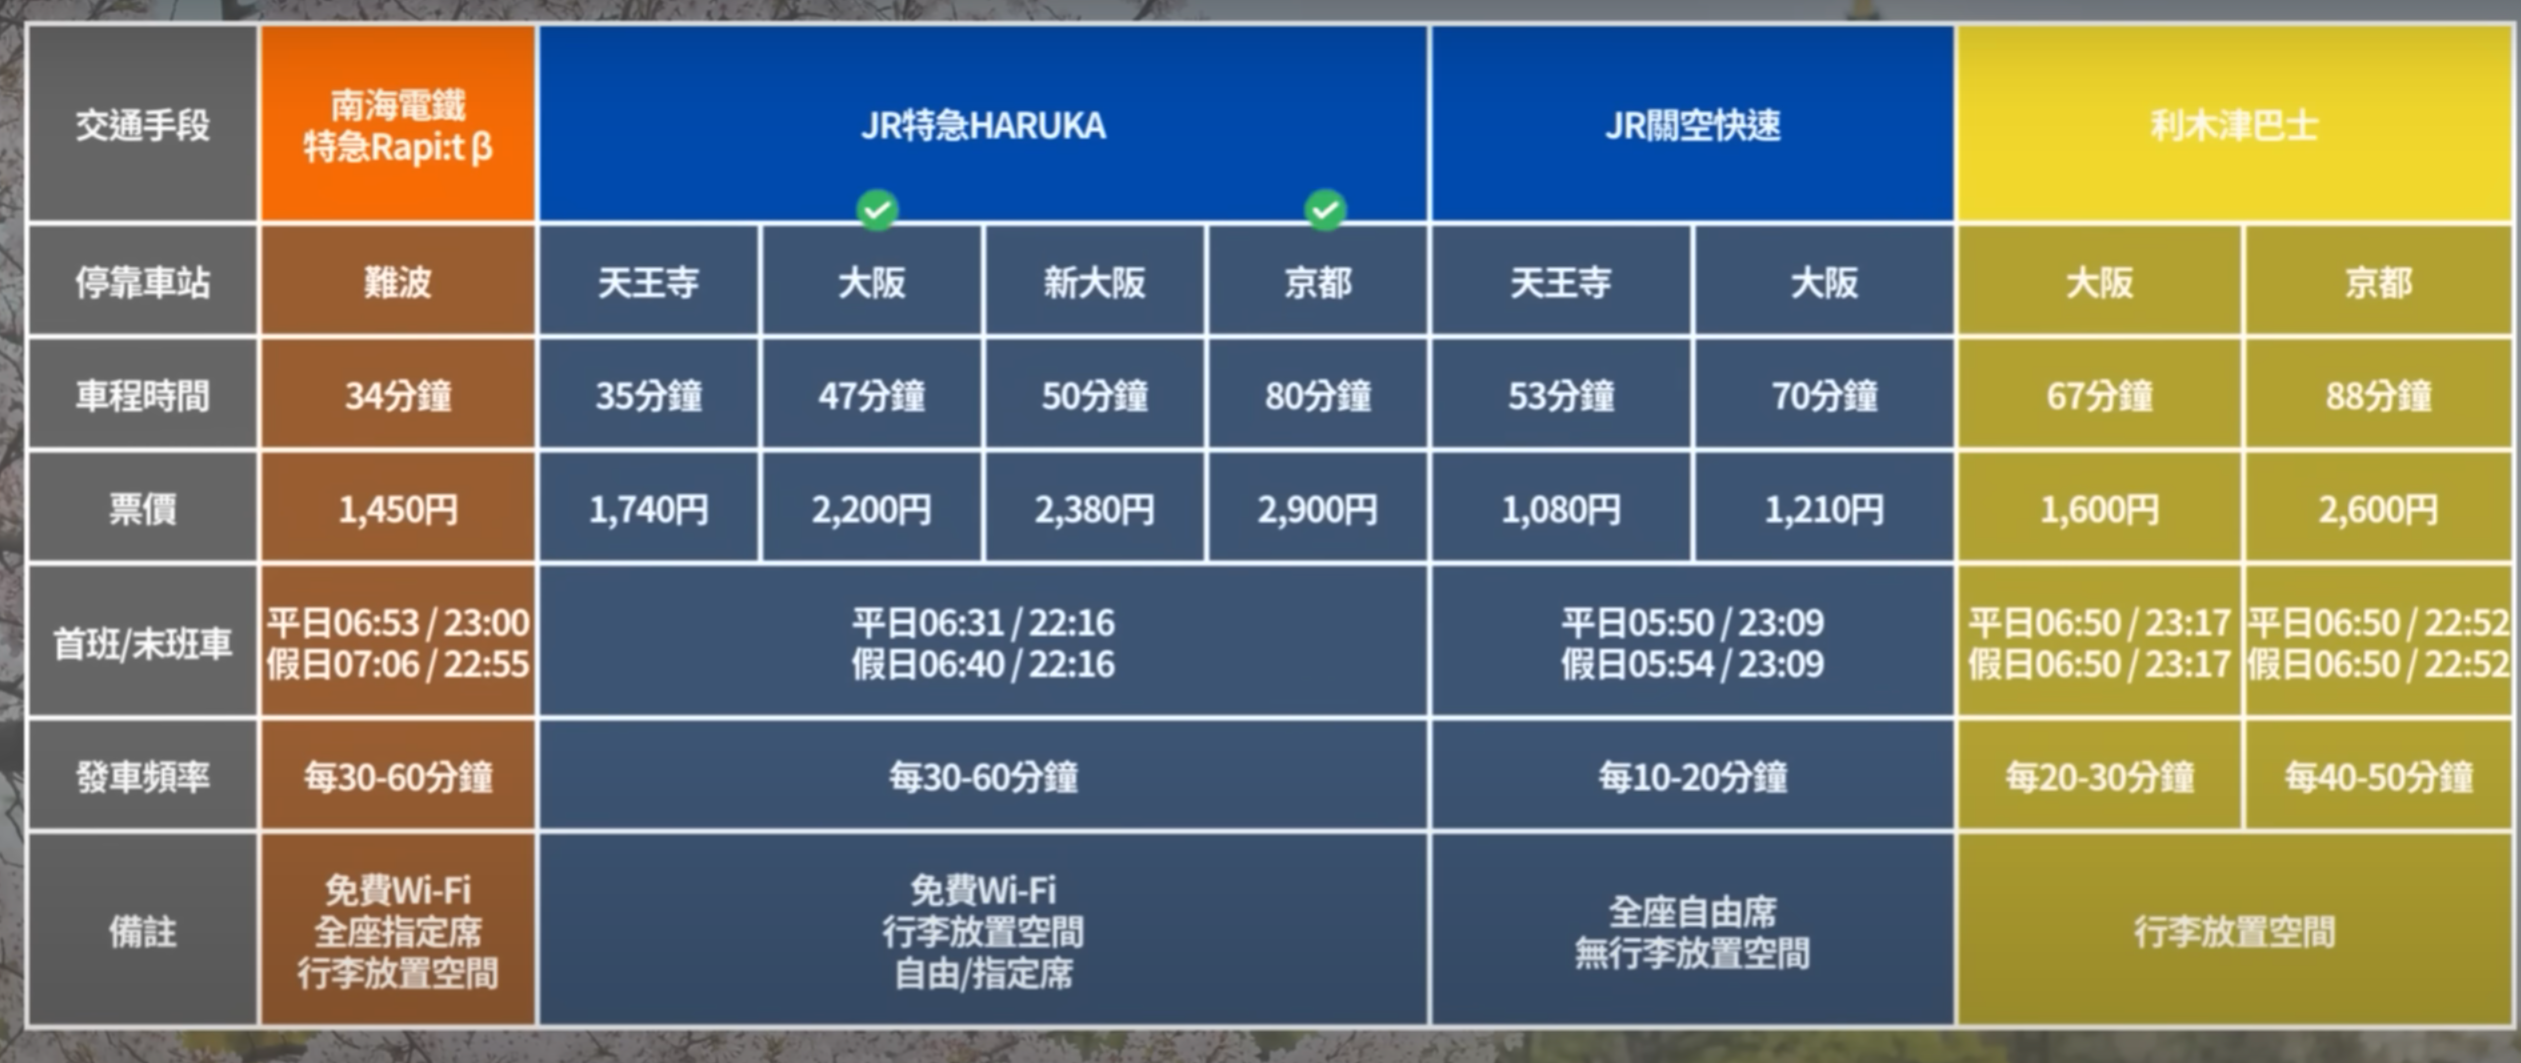 交通手段
南海電鐵
特急Rapi:t β
JR特急HARUKA
JR關空快速
利木津巴士
停靠車站
難波
天王寺
大阪
新大阪
京都
天王寺
大阪
大阪
京都
車程時間
34分鐘
35分鐘
47分鐘
50分鐘
80分鐘
53分鐘
70分鐘
67分鐘
88分鐘
票價
1,450円
1,740円
2,200円
2,380円
2,900円
1,080円
1,210円
1,600円
2,600円
首班/末班車
平日06:53 / 23:00
假日07:06 / 22:55
平日06:31 / 22:16
假日06:40 / 22:16
平日05:50 / 23:09
假日05:54 / 23:09
平日06:50 / 23:17
假日06:50 / 23:17
平日06:50 / 22:52
假日06:50 / 22:52
發車頻率
每30-60分鐘
每30-60分鐘
每10-20分鐘
每20-30分鐘
每40-50分鐘
備註
免費Wi-Fi
全座指定席
行李放置空間
免費Wi-Fi
行李放置空間
自由/指定席
全座自由席
無行李放置空間
行李放置空間